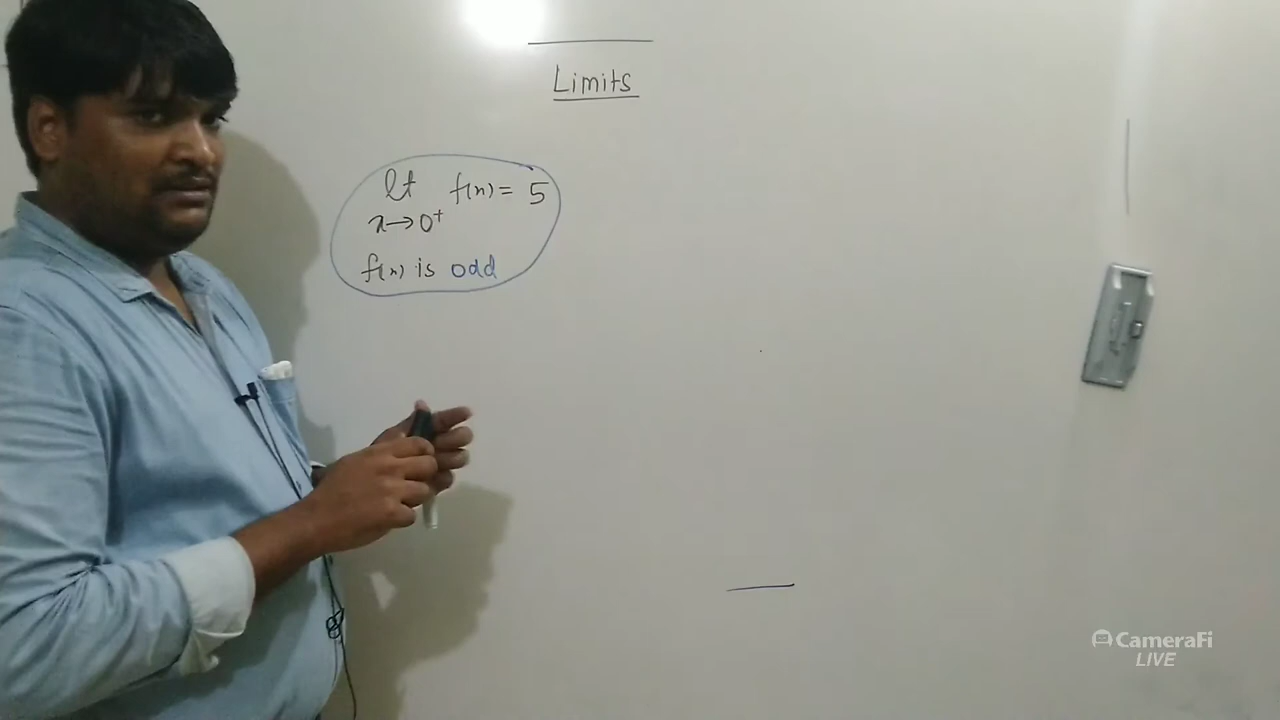 Limits
lt f(x) = 5
x→0⁺
f(x) is odd
CameraFi
LIVE